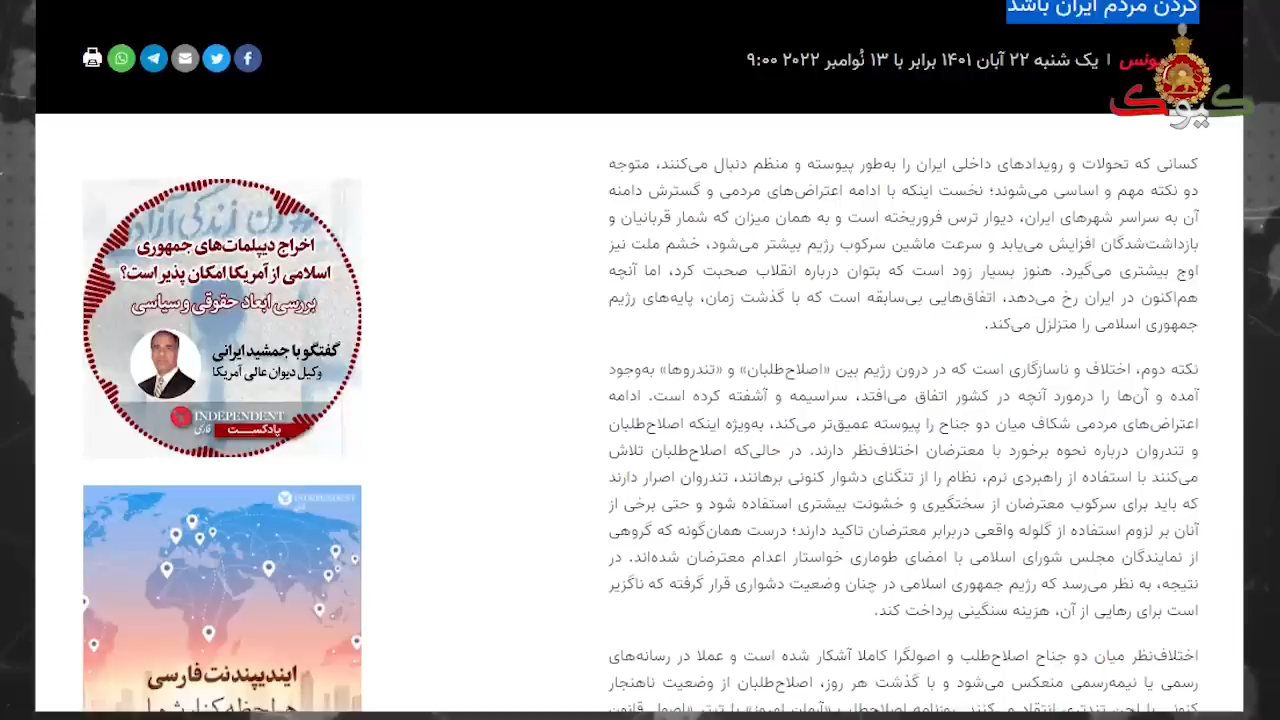 کردن مردم ایران باشد
یونس | یک شنبه ۲۲ آبان ۱۴۰۱ برابر با ۱۳ نُوامبر ۲۰۲۲ ۹:۰۰
کیوک
کسانی که تحولات و رویدادهای داخلی ایران را به‌طور پیوسته و منظم دنبال می‌کنند، متوجه
دو نکته مهم و اساسی می‌شوند؛ نخست اینکه با ادامه اعتراض‌های مردمی و گسترش دامنه
آن به سراسر شهرهای ایران، دیوار ترس فروریخته است و به همان میزان که شمار قربانیان و
بازداشت‌شدگان افزایش می‌یابد و سرعت ماشین سرکوب رژیم بیشتر می‌شود، خشم ملت نیز
اوج بیشتری می‌گیرد. هنوز بسیار زود است که بتوان درباره انقلاب صحبت کرد، اما آنچه
هم‌اکنون در ایران رخ می‌دهد، اتفاق‌هایی بی‌سابقه است که با گذشت زمان، پایه‌های رژیم
جمهوری اسلامی را متزلزل می‌کند.
نکته دوم، اختلاف و ناسازگاری است که در درون رژیم بین «اصلاح‌طلبان» و «تندروها» به‌وجود
آمده و آن‌ها را درمورد آنچه در کشور اتفاق می‌افتد، سراسیمه و آشفته کرده است. ادامه
اعتراض‌های مردمی شکاف میان دو جناح را پیوسته عمیق‌تر می‌کند، به‌ویژه اینکه اصلاح‌طلبان
و تندروان درباره نحوه برخورد با معترضان اختلاف‌نظر دارند. در حالی‌که اصلاح‌طلبان تلاش
می‌کنند با استفاده از راهبردی نرم، نظام را از تنگنای دشوار کنونی برهانند، تندروان اصرار دارند
که باید برای سرکوب معترضان از سختگیری و خشونت بیشتری استفاده شود و حتی برخی از
آنان بر لزوم استفاده از گلوله واقعی دربرابر معترضان تاکید دارند؛ درست همان‌گونه که گروهی
از نمایندگان مجلس شورای اسلامی با امضای طوماری خواستار اعدام معترضان شده‌اند. در
نتیجه، به نظر می‌رسد که رژیم جمهوری اسلامی در چنان وضعیت دشواری قرار گرفته که ناگزیر
است برای رهایی از آن، هزینه سنگینی پرداخت کند.
اختلاف‌نظر میان دو جناح اصلاح‌طلب و اصولگرا کاملا آشکار شده است و عملا در رسانه‌های
رسمی یا نیمه‌رسمی منعکس می‌شود و با گذشت هر روز، اصلاح‌طلبان از وضعیت ناهنجار
زن زندگی آزادی
اخراج دیپلمات‌های جمهوری
اسلامی از آمریکا امکان پذیر است؟
بررسی ابعاد حقوقی و سیاسی
گفتگو با جمشید ایرانی
وکیل دیوان عالی آمریکا
INDEPENDENT
فارسی پادکست
INDEPENDENT
ایندیپندنت فارسی